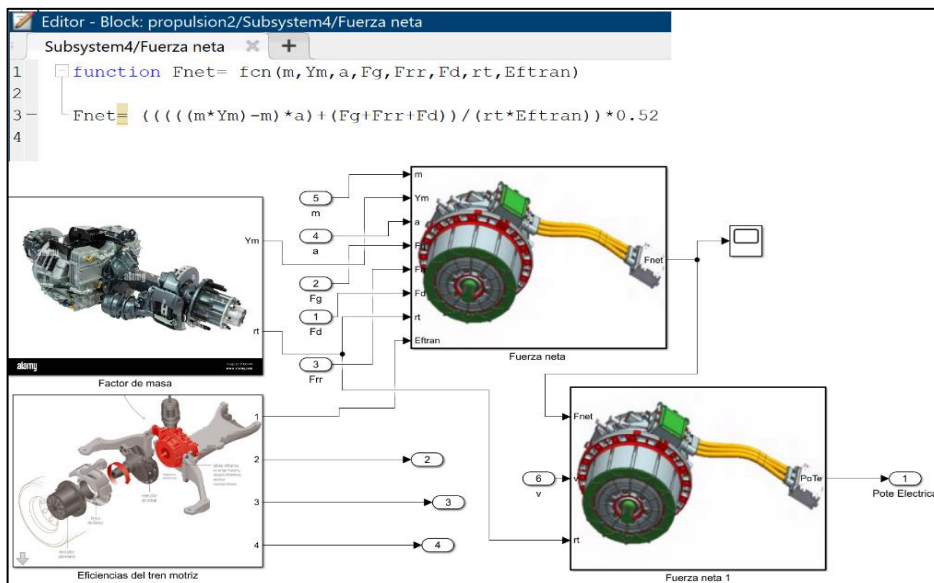 Editor - Block: propulsion2/Subsystem4/Fuerza neta
Subsystem4/Fuerza neta
1 function Fnet= fcn(m,Ym,a,Fg,Frr,Fd,rt,Eftran)
2
3 Fnet= (((((m*Ym)-m)*a)+(Fg+Frr+Fd))/(rt*Eftran))*0.52
4
Ym
rt
alamy
alamy
Factor de masa
1
2
3
4
Eficiencias del tren motriz
5
m
4
a
2
Fg
1
Fd
3
Frr
m
Ym
a
Fd
rt
Eftran
Fnet
Fuerza neta
2
3
4
6
v
Fnet
v
rt
PoTe
Fuerza neta 1
1
Pote Electrica